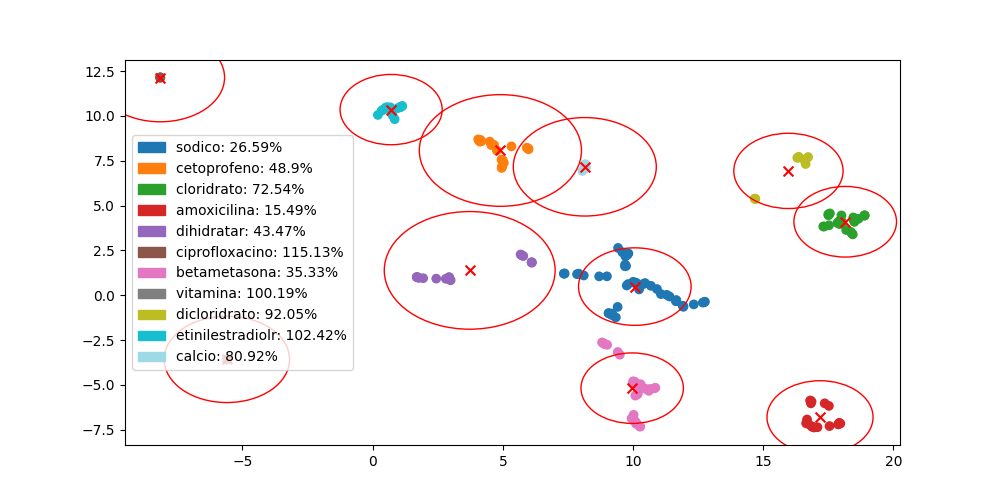 12.5
10.0
7.5
5.0
2.5
0.0
−2.5
−5.0
−7.5
sodico: 26.59%
cetoprofeno: 48.9%
cloridrato: 72.54%
amoxicilina: 15.49%
dihidratar: 43.47%
ciprofloxacino: 115.13%
betametasona: 35.33%
vitamina: 100.19%
dicloridrato: 92.05%
etinilestradiolr: 102.42%
calcio: 80.92%
−5 0 5 10 15 20